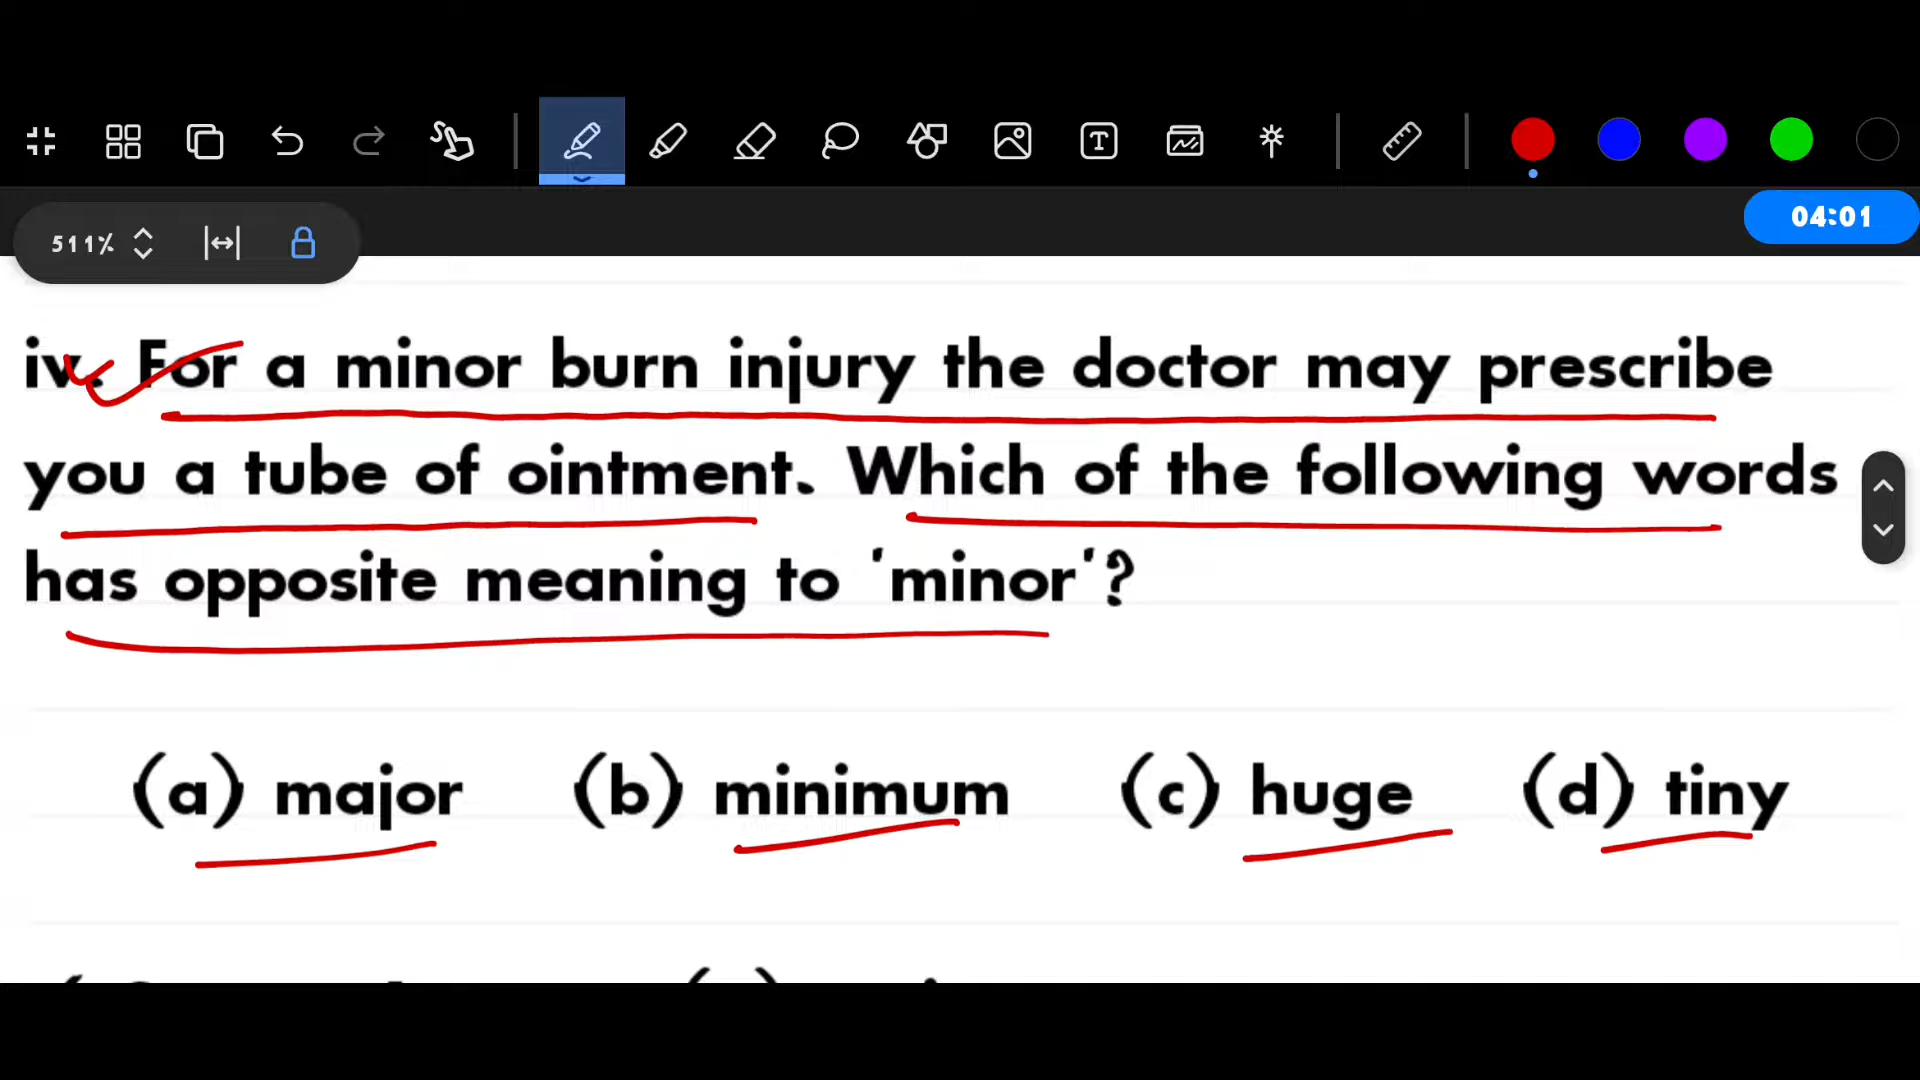 04:01
511%
iv. For a minor burn injury the doctor may prescribe
you a tube of ointment. Which of the following words
has opposite meaning to 'minor'?
(a) major (b) minimum (c) huge (d) tiny